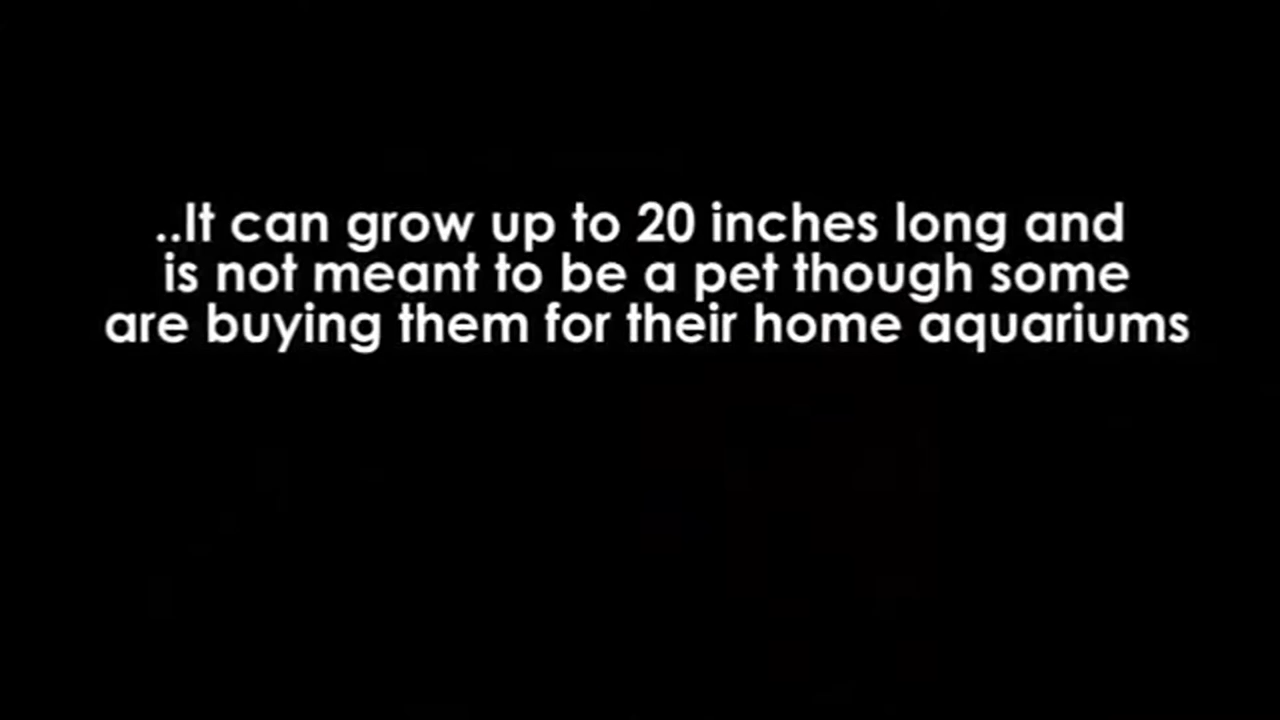 ..It can grow up to 20 inches long and
is not meant to be a pet though some
are buying them for their home aquariums